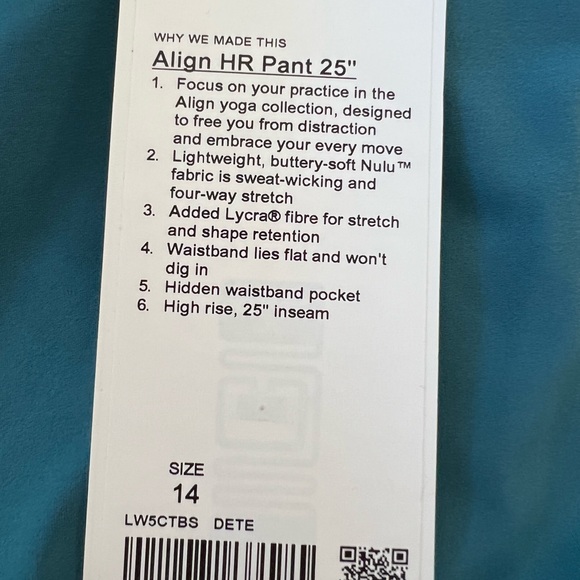 WHY WE MADE THIS
Align HR Pant 25"
1. Focus on your practice in the
Align yoga collection, designed
to free you from distraction
and embrace your every move
2. Lightweight, buttery-soft Nulu™
fabric is sweat-wicking and
four-way stretch
3. Added Lycra® fibre for stretch
and shape retention
4. Waistband lies flat and won't
dig in
5. Hidden waistband pocket
6. High rise, 25" inseam
SIZE
14
LW5CTBS DETE